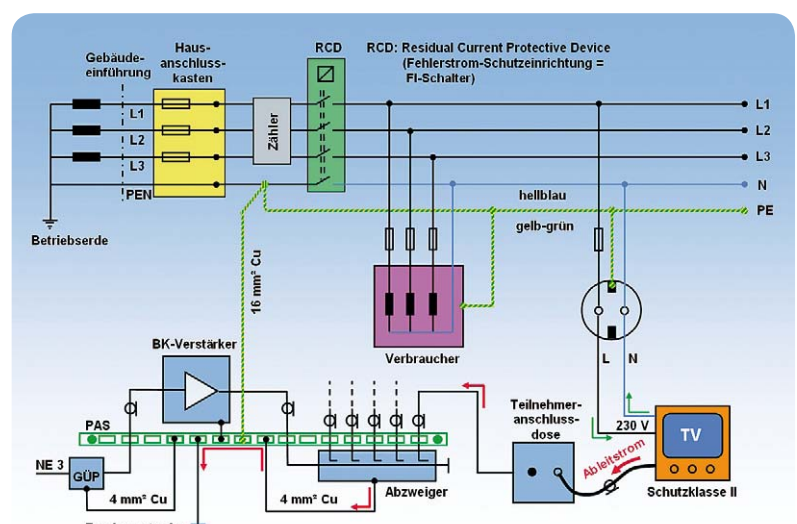 RCD: Residual Current Protective Device
(Fehlerstrom-Schutzeinrichtung =
FI-Schalter)
Gebäude-
einführung
Haus-
anschluss-
kasten
RCD
L1
L2
L3
PEN
Zähler
L1
L2
L3
N
PE
hellblau
gelb-grün
Betriebserde
16 mm² Cu
Verbraucher
L
N
BK-Verstärker
PAS
NE 3
GÜP
4 mm² Cu
4 mm² Cu
Abzweiger
Teilnehmer-
anschluss-
dose
230 V
Ableitstrom
TV
Schutzklasse II